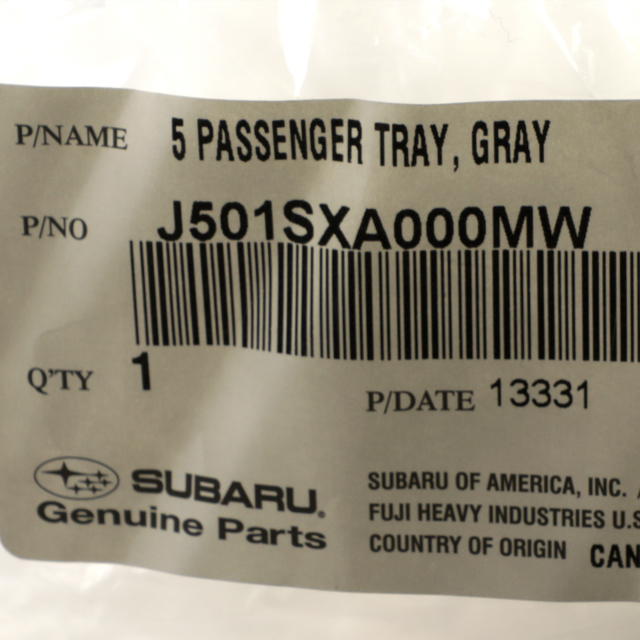 P/NAME 5 PASSENGER TRAY, GRAY
P/NO J501SXA000MW
Q'TY 1
P/DATE 13331
SUBARU.
Genuine Parts
SUBARU OF AMERICA, INC.
FUJI HEAVY INDUSTRIES U.S
COUNTRY OF ORIGIN CAN